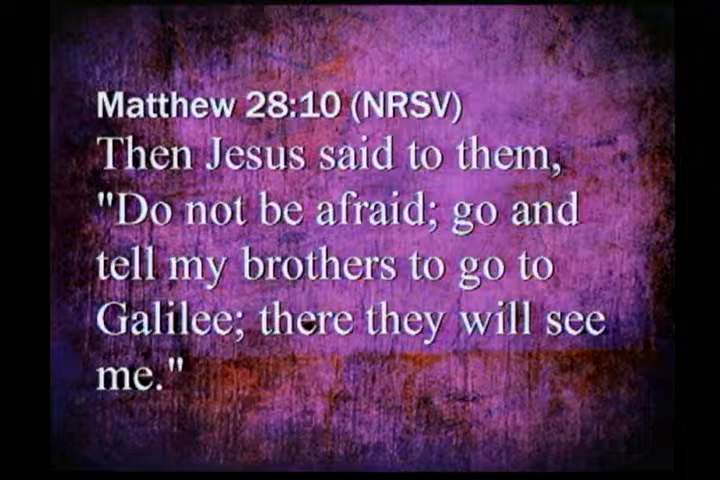 Matthew 28:10 (NRSV)
Then Jesus said to them,
"Do not be afraid; go and
tell my brothers to go to
Galilee; there they will see
me."